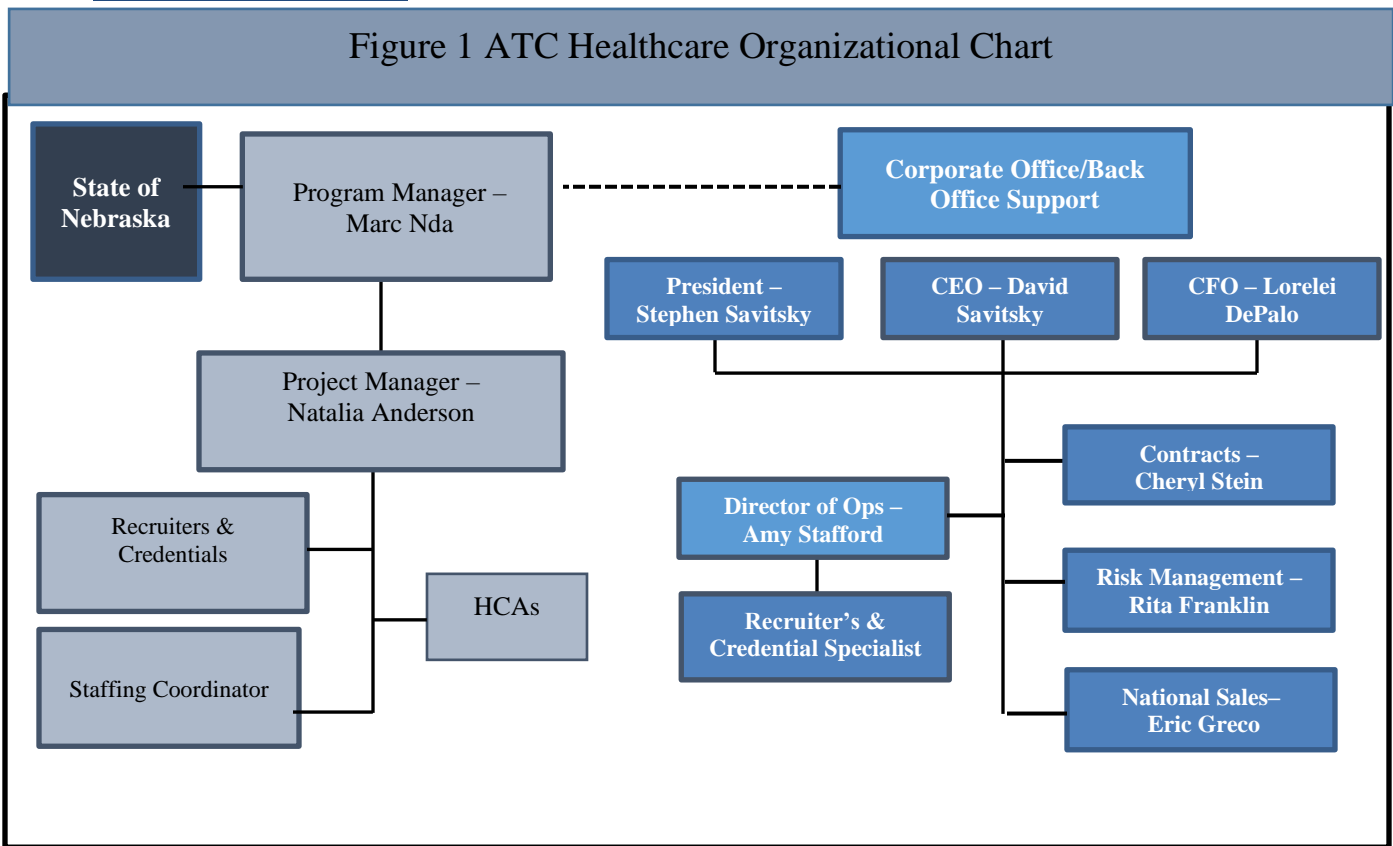 Figure 1 ATC Healthcare Organizational Chart
State of
Nebraska
Program Manager –
Marc Nda
Corporate Office/Back
Office Support
President –
Stephen Savitsky
CEO – David
Savitsky
CFO – Lorelei
DePalo
Project Manager –
Natalia Anderson
Contracts –
Cheryl Stein
Director of Ops –
Amy Stafford
Recruiters &
Credentials
Risk Management –
Rita Franklin
HCAs
Recruiter’s &
Credential Specialist
Staffing Coordinator
National Sales–
Eric Greco